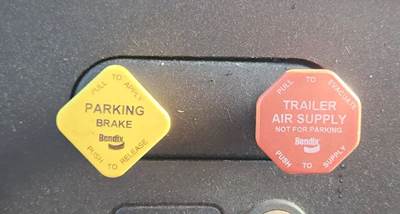 PULL TO APPLY
PARKING
BRAKE
Bendix
PUSH TO RELEASE
PULL TO EVACUATE
TRAILER
AIR SUPPLY
NOT FOR PARKING
Bendix
PUSH TO SUPPLY